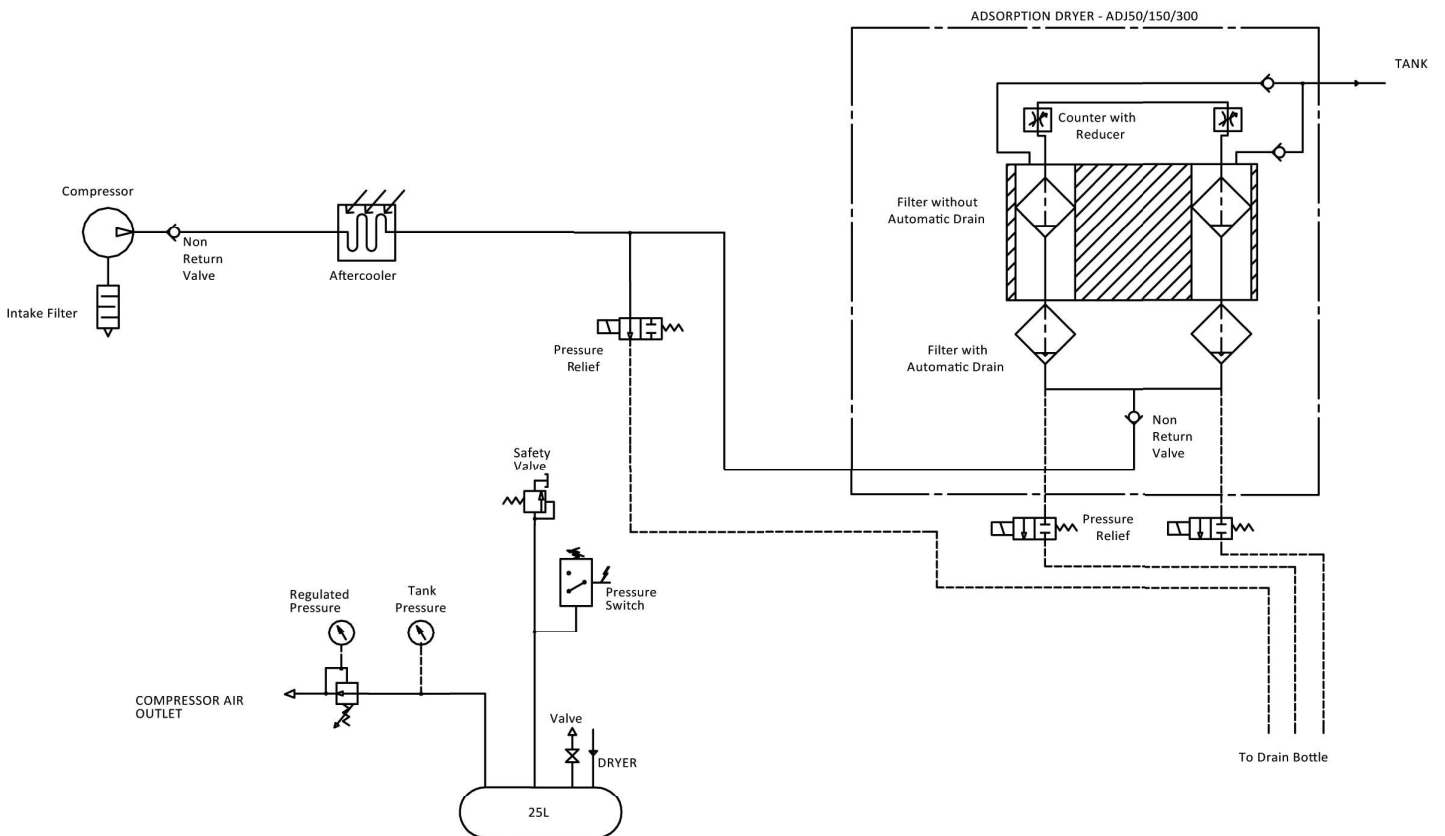 ADSORPTION DRYER - ADJ50/150/300
TANK
Counter with
Reducer
Compressor
Filter without
Automatic Drain
Non
Return
Valve
Aftercooler
Intake Filter
Pressure
Relief
Filter with
Automatic Drain
Non
Return
Valve
Safety
Valve
Pressure
Relief
Pressure
Switch
Regulated
Pressure
Tank
Pressure
COMPRESSOR AIR
OUTLET
Valve
DRYER
To Drain Bottle
25L